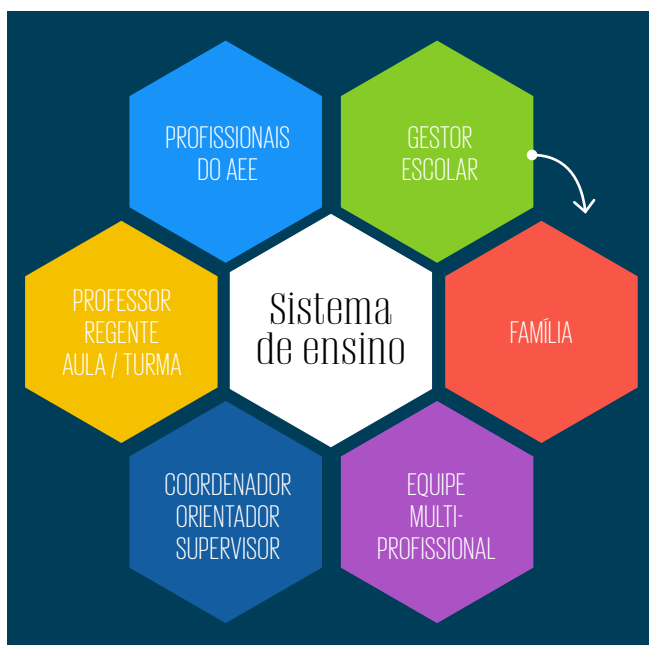 PROFISSIONAIS
DO AEE
GESTOR
ESCOLAR
PROFESSOR
REGENTE
AULA / TURMA
Sistema
de ensino
FAMÍLIA
COORDENADOR
ORIENTADOR
SUPERVISOR
EQUIPE
MULTI-
PROFISSIONAL